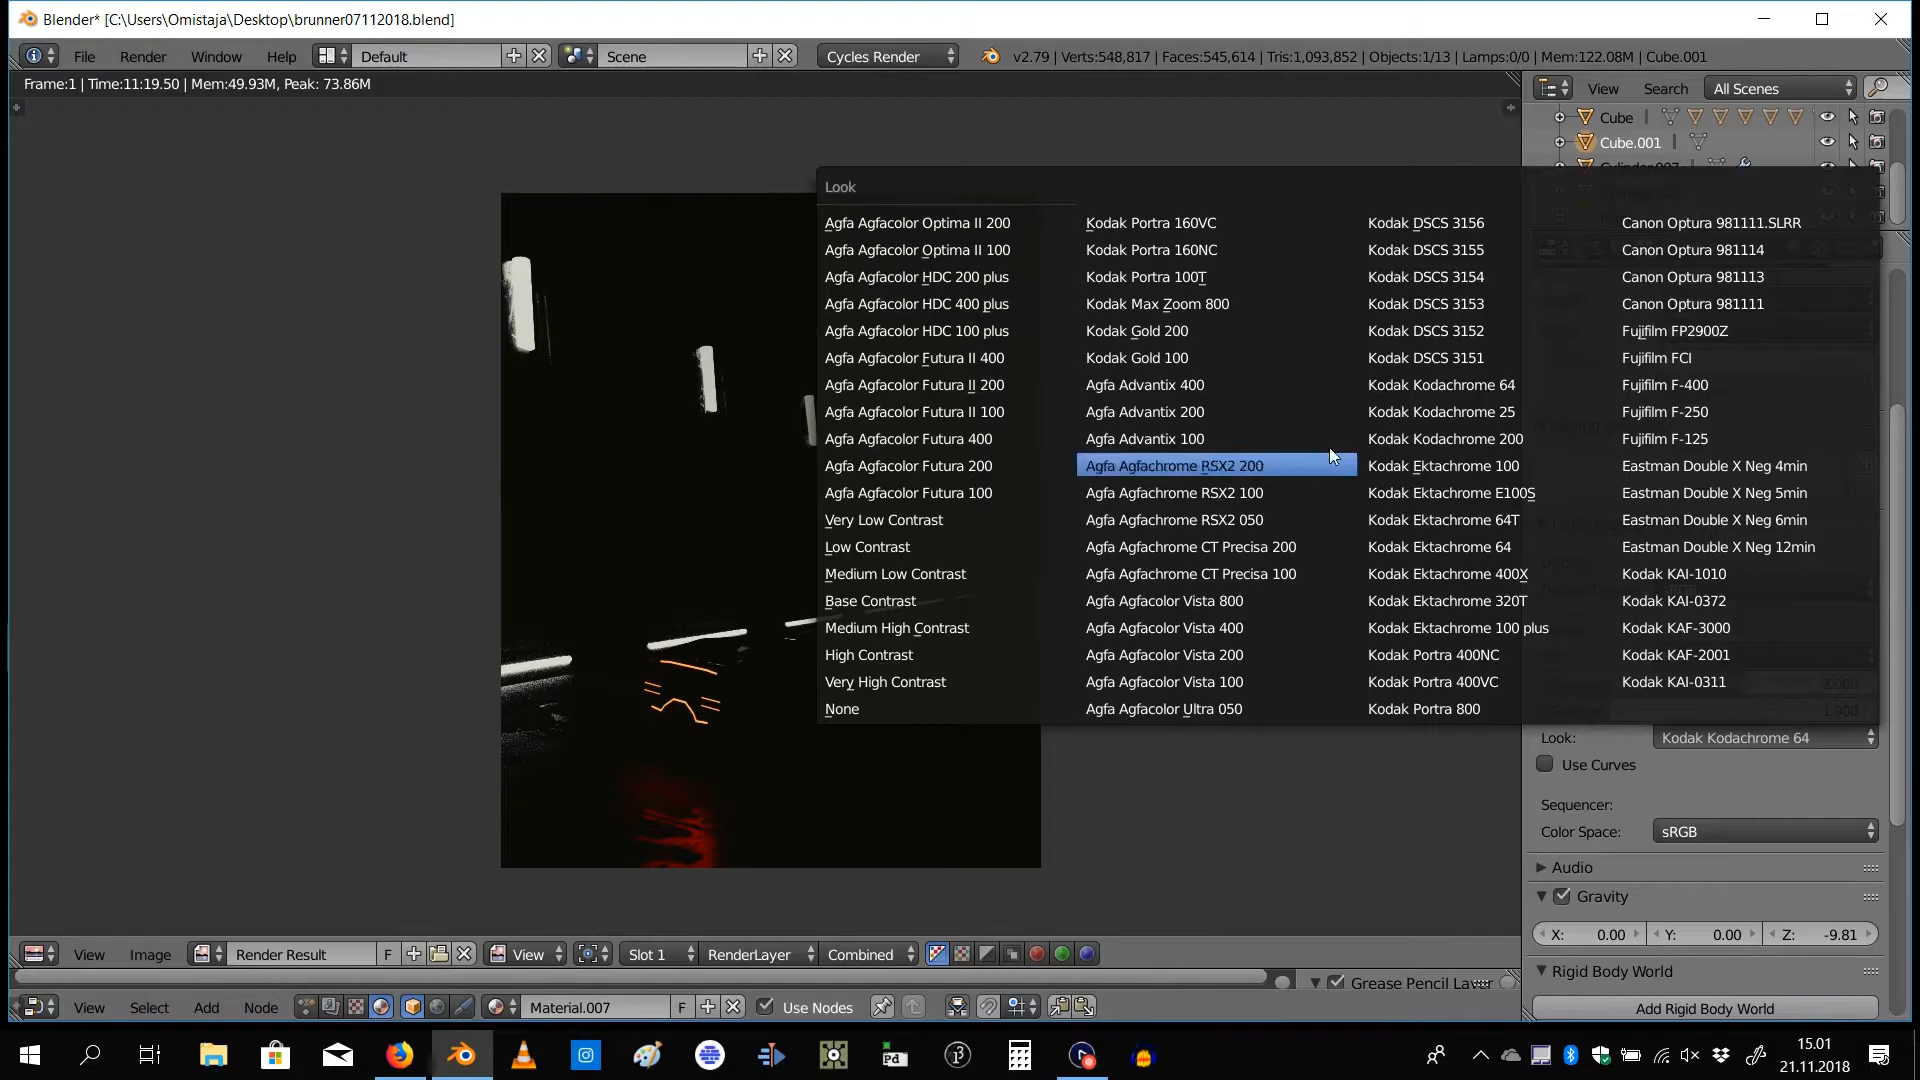 Blender* [C:\Users\Omistaja\Desktop\brunner07112018.blend]
File Render Window Help Default Scene Cycles Render v2.79 | Verts:548,817 | Faces:545,614 | Tris:1,093,852 | Objects:1/13 | Lamps:0/0 | Mem:122.08M | Cube.001
Frame:1 | Time:11:19.50 | Mem:49.93M, Peak: 73.86M
View Search All Scenes
Cube
Cube.001
Cylinder.007
Look
Agfa Agfacolor Optima II 200
Agfa Agfacolor Optima II 100
Agfa Agfacolor HDC 200 plus
Agfa Agfacolor HDC 400 plus
Agfa Agfacolor HDC 100 plus
Agfa Agfacolor Futura II 400
Agfa Agfacolor Futura II 200
Agfa Agfacolor Futura II 100
Agfa Agfacolor Futura 400
Agfa Agfacolor Futura 200
Agfa Agfacolor Futura 100
Very Low Contrast
Low Contrast
Medium Low Contrast
Base Contrast
Medium High Contrast
High Contrast
Very High Contrast
None
Kodak Portra 160VC
Kodak Portra 160NC
Kodak Portra 100T
Kodak Max Zoom 800
Kodak Gold 200
Kodak Gold 100
Agfa Advantix 400
Agfa Advantix 200
Agfa Advantix 100
Agfa Agfachrome RSX2 200
Agfa Agfachrome RSX2 100
Agfa Agfachrome RSX2 050
Agfa Agfachrome CT Precisa 200
Agfa Agfachrome CT Precisa 100
Agfa Agfacolor Vista 800
Agfa Agfacolor Vista 400
Agfa Agfacolor Vista 200
Agfa Agfacolor Vista 100
Agfa Agfacolor Ultra 050
Kodak DSCS 3156
Kodak DSCS 3155
Kodak DSCS 3154
Kodak DSCS 3153
Kodak DSCS 3152
Kodak DSCS 3151
Kodak Kodachrome 64
Kodak Kodachrome 25
Kodak Kodachrome 200
Kodak Ektachrome 100
Kodak Ektachrome E100S
Kodak Ektachrome 64T
Kodak Ektachrome 64
Kodak Ektachrome 400X
Kodak Ektachrome 320T
Kodak Ektachrome 100 plus
Kodak Portra 400NC
Kodak Portra 400VC
Kodak Portra 800
Canon Optura 981111.SLRR
Canon Optura 981114
Canon Optura 981113
Canon Optura 981111
Fujifilm FP2900Z
Fujifilm FCI
Fujifilm F-400
Fujifilm F-250
Fujifilm F-125
Eastman Double X Neg 4min
Eastman Double X Neg 5min
Eastman Double X Neg 6min
Eastman Double X Neg 12min
Kodak KAI-1010
Kodak KAI-0372
Kodak KAF-3000
Kodak KAF-2001
Kodak KAI-0311
1.000
Look: Kodak Kodachrome 64
Use Curves
Sequencer:
Color Space: sRGB
Audio
Gravity
X: 0.00 Y: 0.00 Z: -9.81
Rigid Body World
Add Rigid Body World
View Image Render Result F View Slot 1 RenderLayer Combined
Grease Pencil Layer
View Select Add Node Material.007 F Use Nodes
Pd
15.01
21.11.2018